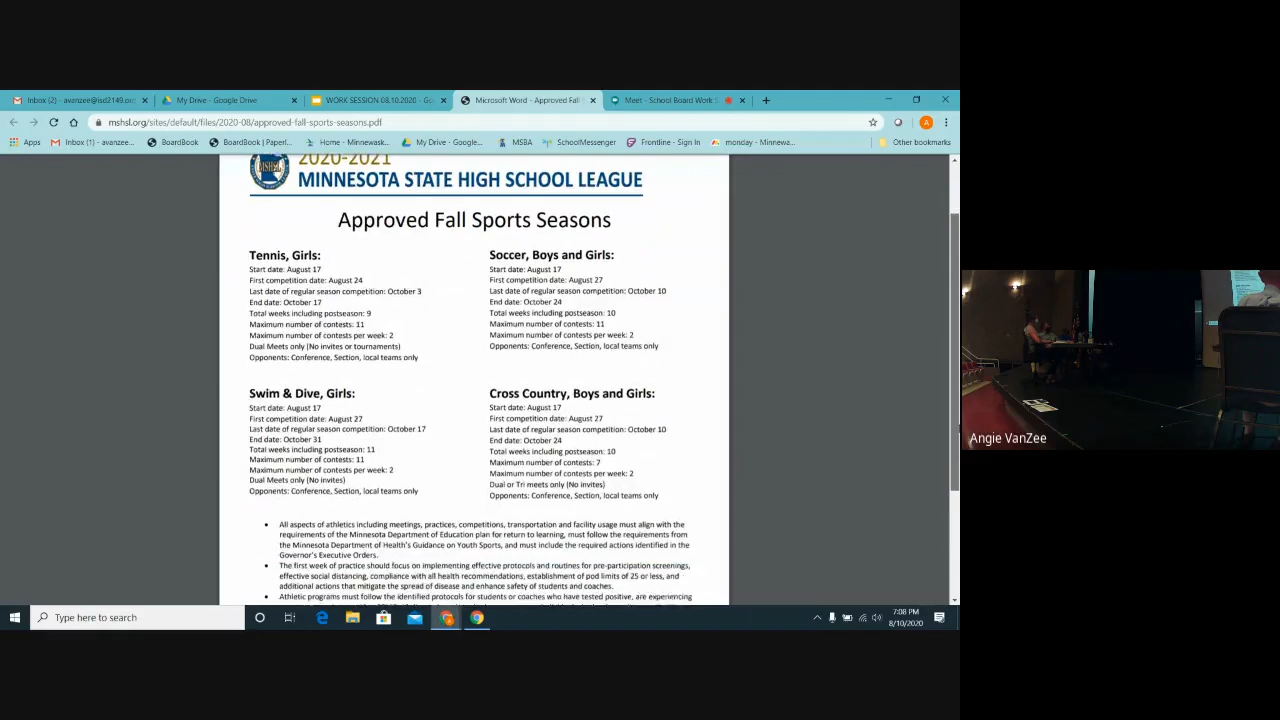 Inbox (2) - avanzee@isd2149.or
My Drive - Google Drive
WORK SESSION 08.10.2020 - Go
Microsoft Word - Approved Fall
Meet - School Board Work S
mshsl.org/sites/default/files/2020-08/approved-fall-sports-seasons.pdf
Apps
Inbox (1) - avanzee...
BoardBook
BoardBook | Paperl...
Home - Minnewask...
My Drive - Google...
MSBA
SchoolMessenger
Frontline - Sign In
monday - Minnewa...
Other bookmarks
2020-2021
MINNESOTA STATE HIGH SCHOOL LEAGUE
Approved Fall Sports Seasons
Tennis, Girls:
Start date: August 17
First competition date: August 24
Last date of regular season competition: October 3
End date: October 17
Total weeks including postseason: 9
Maximum number of contests: 11
Maximum number of contests per week: 2
Dual Meets only (No invites or tournaments)
Opponents: Conference, Section, local teams only
Soccer, Boys and Girls:
Start date: August 17
First competition date: August 27
Last date of regular season competition: October 10
End date: October 24
Total weeks including postseason: 10
Maximum number of contests: 11
Maximum number of contests per week: 2
Opponents: Conference, Section, local teams only
Swim & Dive, Girls:
Start date: August 17
First competition date: August 27
Last date of regular season competition: October 17
End date: October 31
Total weeks including postseason: 11
Maximum number of contests: 11
Maximum number of contests per week: 2
Dual Meets only (No invites)
Opponents: Conference, Section, local teams only
Cross Country, Boys and Girls:
Start date: August 17
First competition date: August 27
Last date of regular season competition: October 10
End date: October 24
Total weeks including postseason: 10
Maximum number of contests: 7
Maximum number of contests per week: 2
Dual or Tri meets only (No invites)
Opponents: Conference, Section, local teams only
• All aspects of athletics including meetings, practices, competitions, transportation and facility usage must align with the
requirements of the Minnesota Department of Education plan for return to learning, must follow the requirements from
the Minnesota Department of Health's Guidance on Youth Sports, and must include the required actions identified in the
Governor's Executive Orders.
• The first week of practice should focus on implementing effective protocols and routines for pre-participation screenings,
effective social distancing, compliance with all health recommendations, establishment of pod limits of 25 or less, and
additional actions that mitigate the spread of disease and enhance safety of students and coaches.
• Athletic programs must follow the identified protocols for students or coaches who have tested positive, are experiencing
Type here to search
7:08 PM
8/10/2020
Angie VanZee